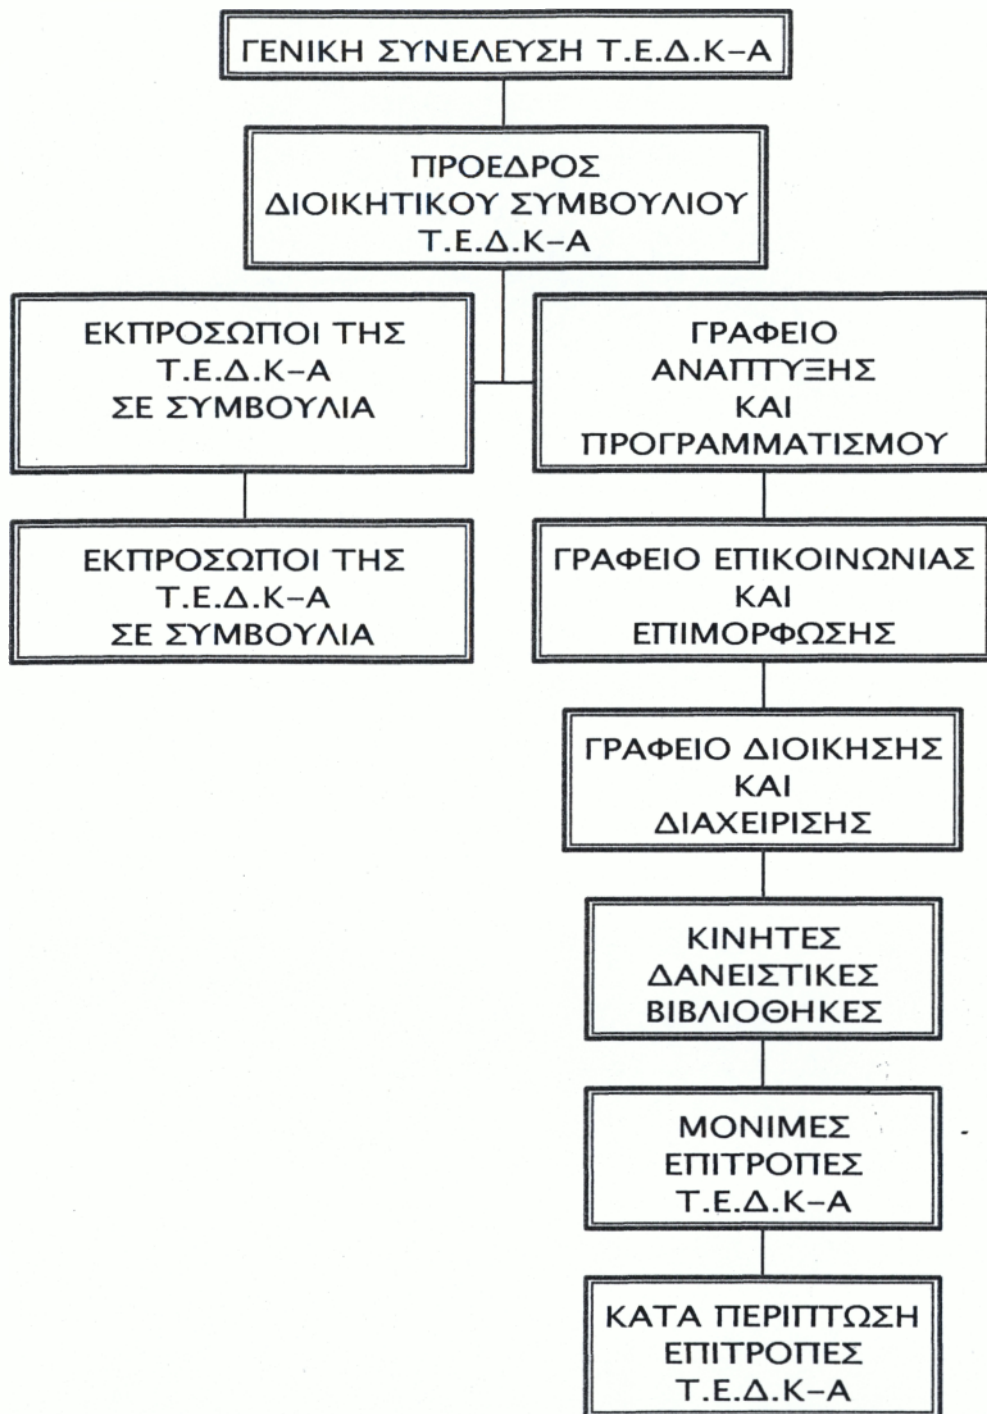 ΓΕΝΙΚΗ ΣΥΝΕΛΕΥΣΗ Τ.Ε.Δ.Κ–Α
ΠΡΟΕΔΡΟΣ
ΔΙΟΙΚΗΤΙΚΟΥ ΣΥΜΒΟΥΛΙΟΥ
Τ.Ε.Δ.Κ–Α
ΕΚΠΡΟΣΩΠΟΙ ΤΗΣ
Τ.Ε.Δ.Κ–Α
ΣΕ ΣΥΜΒΟΥΛΙΑ
ΕΚΠΡΟΣΩΠΟΙ ΤΗΣ
Τ.Ε.Δ.Κ–Α
ΣΕ ΣΥΜΒΟΥΛΙΑ
ΓΡΑΦΕΙΟ
ΑΝΑΠΤΥΞΗΣ
ΚΑΙ
ΠΡΟΓΡΑΜΜΑΤΙΣΜΟΥ
ΓΡΑΦΕΙΟ ΕΠΙΚΟΙΝΩΝΙΑΣ
ΚΑΙ
ΕΠΙΜΟΡΦΩΣΗΣ
ΓΡΑΦΕΙΟ ΔΙΟΙΚΗΣΗΣ
ΚΑΙ
ΔΙΑΧΕΙΡΙΣΗΣ
ΚΙΝΗΤΕΣ
ΔΑΝΕΙΣΤΙΚΕΣ
ΒΙΒΛΙΟΘΗΚΕΣ
ΜΟΝΙΜΕΣ
ΕΠΙΤΡΟΠΕΣ
Τ.Ε.Δ.Κ–Α
ΚΑΤΑ ΠΕΡΙΠΤΩΣΗ
ΕΠΙΤΡΟΠΕΣ
Τ.Ε.Δ.Κ–Α